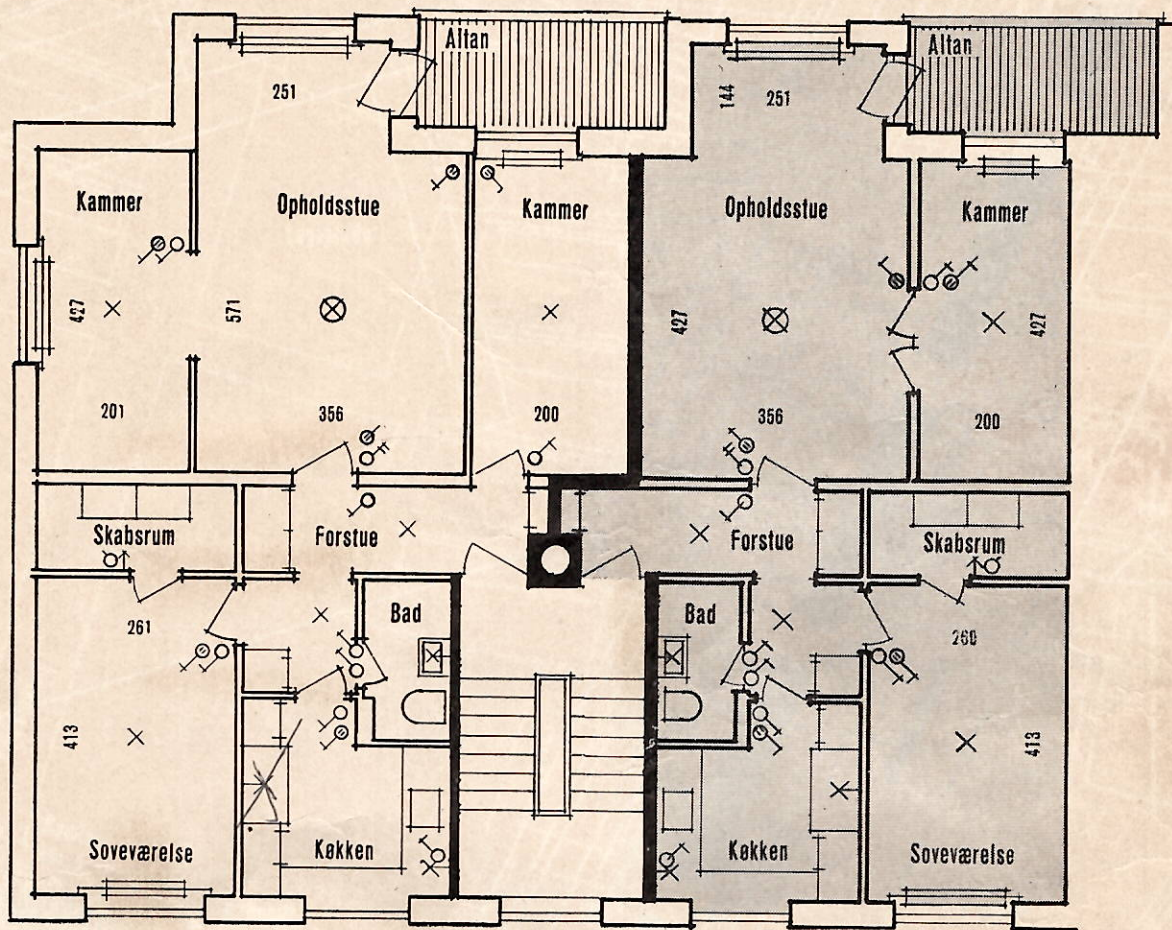 Altan
Altan
251
144
251
Kammer
Opholdsstue
Kammer
Opholdsstue
Kammer
427
571
427
427
201
356
200
356
200
Skabsrum
Forstue
Forstue
Skabsrum
261
Bad
Bad
260
413
413
Soveværelse
Køkken
Køkken
Soveværelse